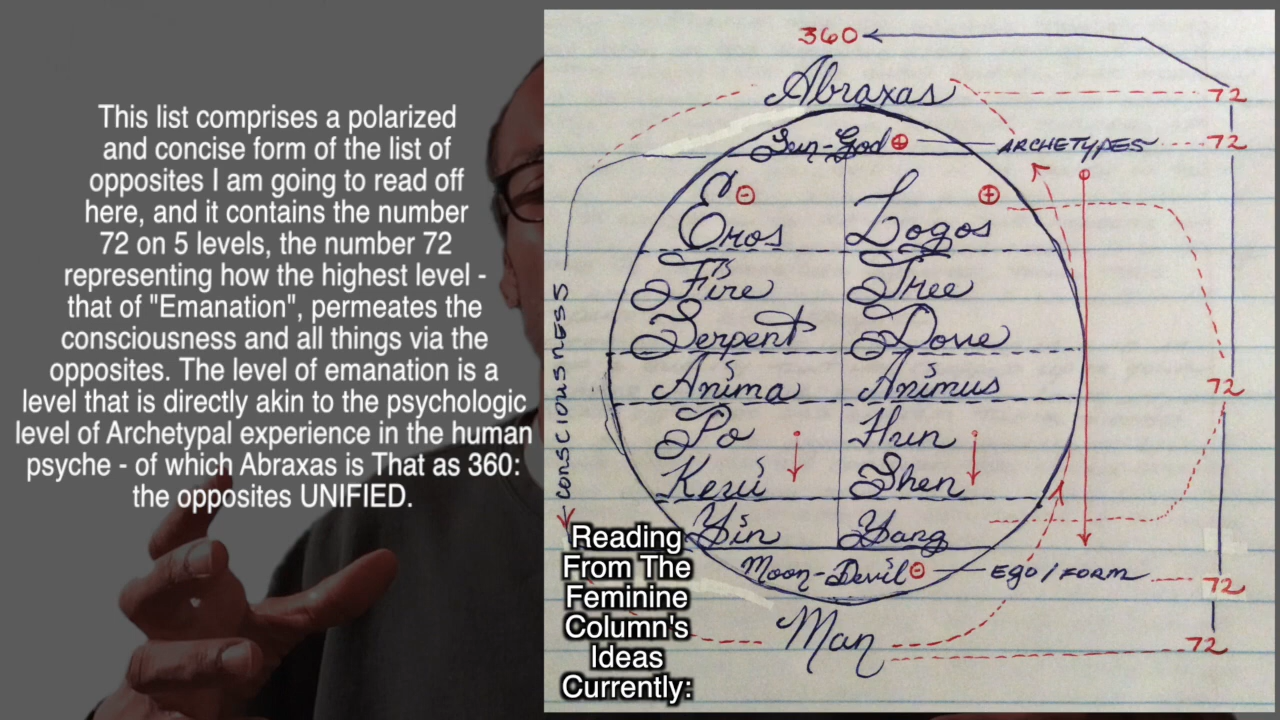 This list comprises a polarized
and concise form of the list of
opposites I am going to read off
here, and it contains the number
72 on 5 levels, the number 72
representing how the highest level -
that of "Emanation", permeates the
consciousness and all things via the
opposites. The level of emanation is a
level that is directly akin to the psychologic
level of Archetypal experience in the human
psyche - of which Abraxas is That as 360:
the opposites UNIFIED.
360
Abraxas 72
Sun-God + ARCHETYPES 72
- +
Eros Logos
Fire Tree
Serpent Dove
Anima Animus 72
Po Hun
Kewi Shen
Yin Yang
Moon-Devil - EGO/FORM 72
Man 72
CONSCIOUSNESS
Reading
From The
Feminine
Column's
Ideas
Currently: